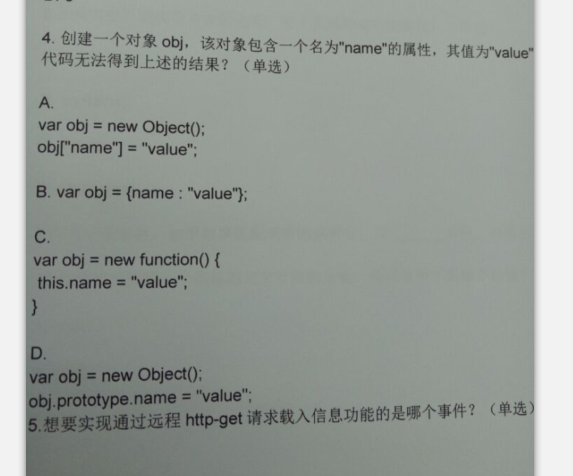 4. 创建一个对象 obj，该对象包含一个名为"name"的属性，其值为"value"
代码无法得到上述的结果？（单选）
A.
var obj = new Object();
obj["name"] = "value";
B. var obj = {name : "value"};
C.
var obj = new function() {
this.name = "value";
}
D.
var obj = new Object();
obj.prototype.name = "value";
5.想要实现通过远程 http-get 请求载入信息功能的是哪个事件？（单选）